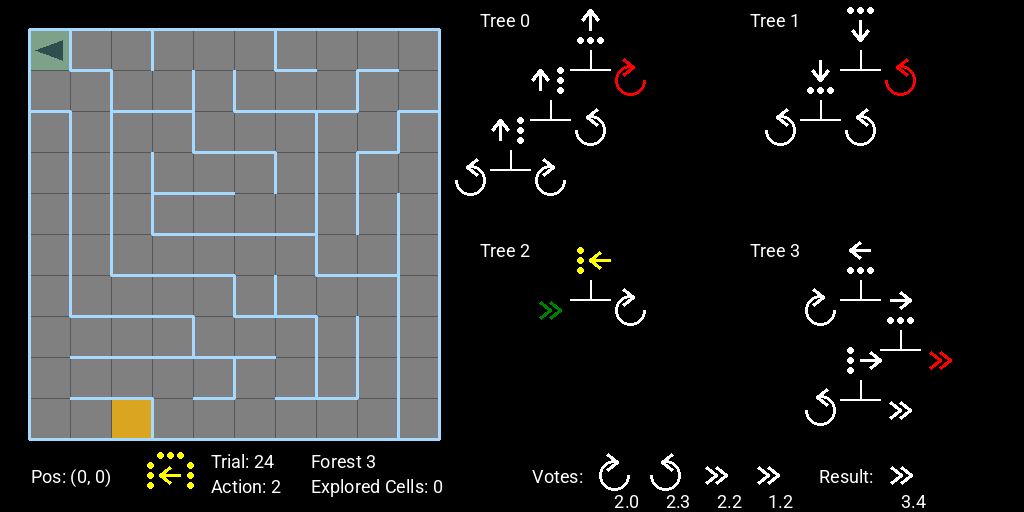 Tree 0
Tree 1
Tree 2
Tree 3
Pos: (0, 0)
Trial: 24
Action: 2
Forest 3
Explored Cells: 0
Votes:
2.0
2.3
2.2
1.2
Result:
3.4